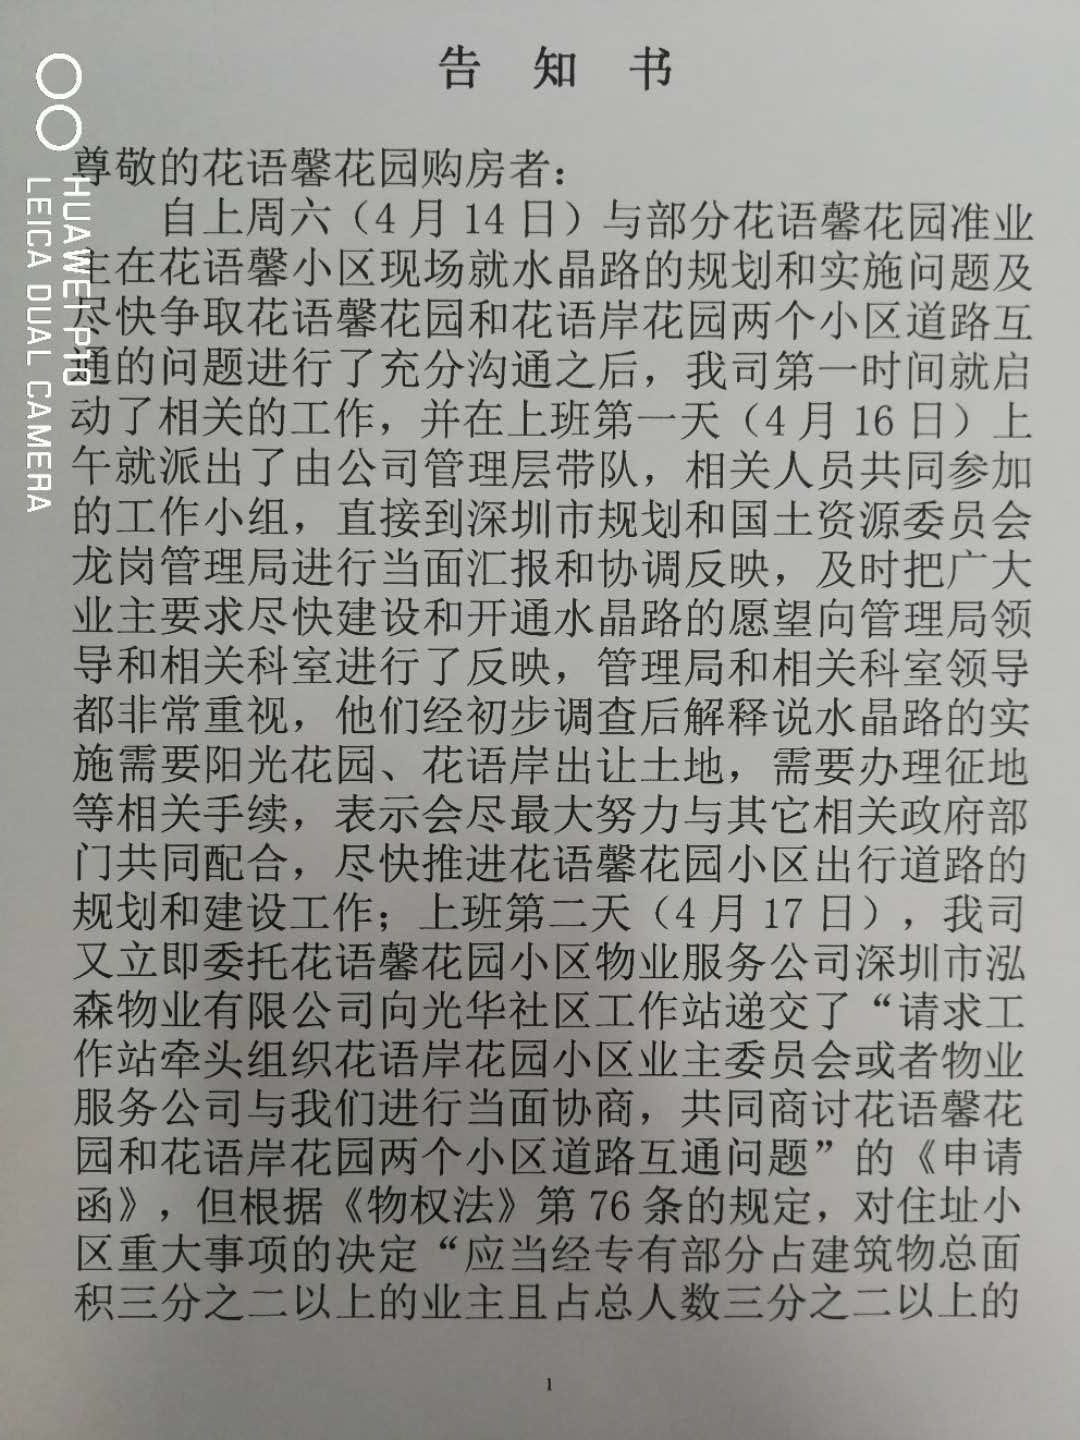 告知书
尊敬的花语馨花园购房者：
自上周六（4月14日）与部分花语馨花园准业
主在花语馨小区现场就水晶路的规划和实施问题及
尽快争取花语馨花园和花语岸花园两个小区道路互
通的问题进行了充分沟通之后，我司第一时间就启
动了相关的工作，并在上班第一天（4月16日）上
午就派出了由公司管理层带队，相关人员共同参加
的工作小组，直接到深圳市规划和国土资源委员会
龙岗管理局进行当面汇报和协调反映，及时把广大
业主要求尽快建设和开通水晶路的愿望向管理局领
导和相关科室进行了反映，管理局和相关科室领导
都非常重视，他们经初步调查后解释说水晶路的实
施需要阳光花园、花语岸出让土地，需要办理征地
等相关手续，表示会尽最大努力与其它相关政府部
门共同配合，尽快推进花语馨花园小区出行道路的
规划和建设工作；上班第二天（4月17日），我司
又立即委托花语馨花园小区物业服务公司深圳市泓
森物业有限公司向光华社区工作站递交了“请求工
作站牵头组织花语岸花园小区业主委员会或者物业
服务公司与我们进行当面协商，共同商讨花语馨花
园和花语岸花园两个小区道路互通问题”的《申请
函》，但根据《物权法》第76条的规定，对住址小
区重大事项的决定“应当经专有部分占建筑物总面
积三分之二以上的业主且占总人数三分之二以上的
1
HUAWEI P10
LEICA DUAL CAMERA